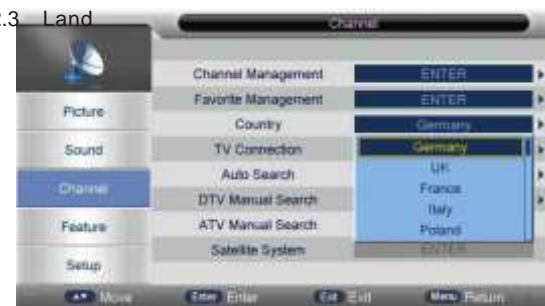 2.3 Land
Channel
Channel Management ENTER
Favorite Management ENTER
Picture
Country Germany
Sound
TV Connection Germany
UK
Auto Search
Channel
France
DTV Manual Search
Italy
Feature
ATV Manual Search
Poland
Satellite System ENTER
Setup
Move Enter Enter Exit Exit Menu Return